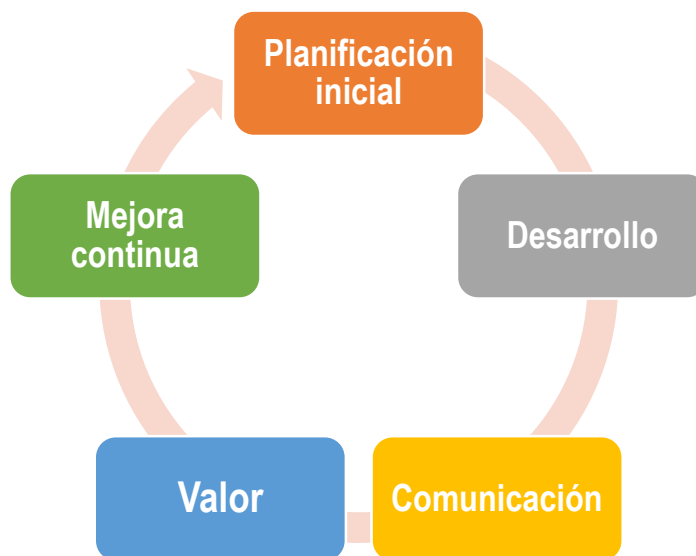 Planificación
inicial
Desarrollo
Comunicación
Valor
Mejora
continua